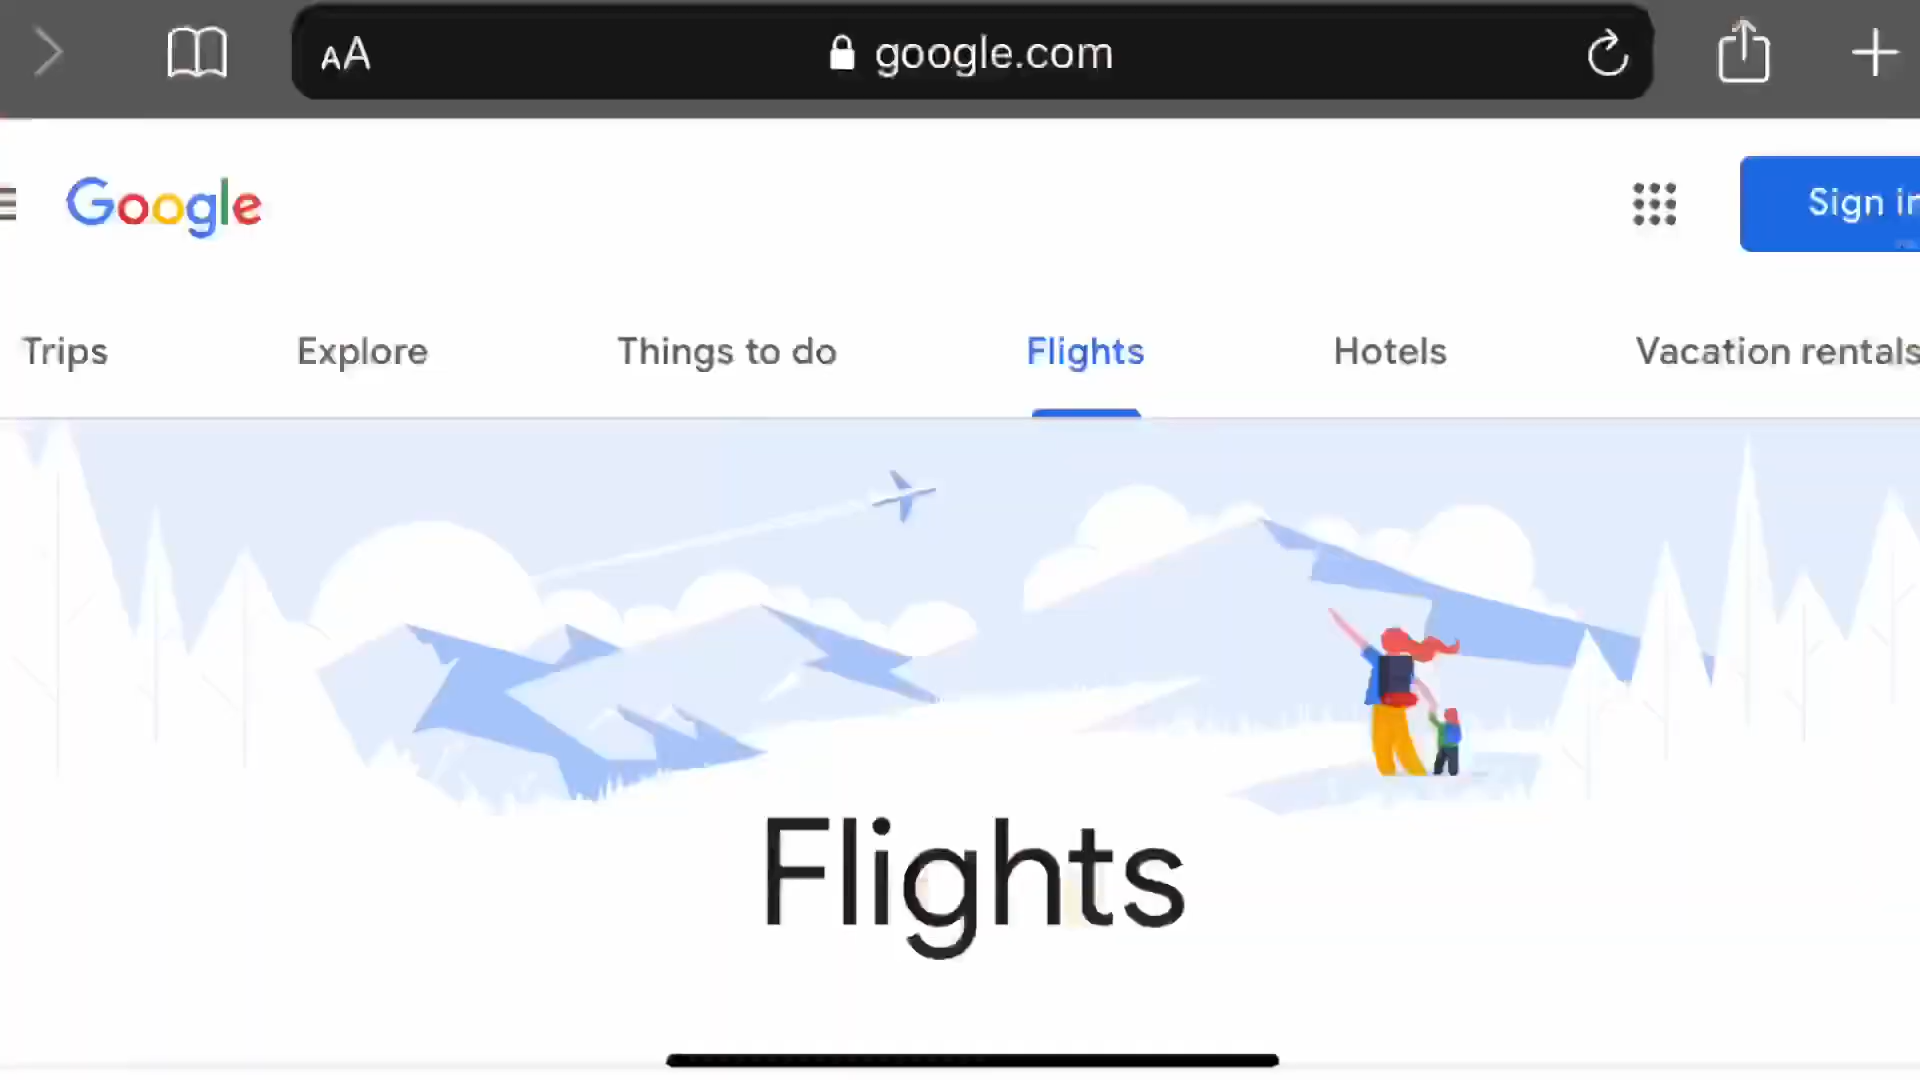 AA google.com
Google
Sign in
Trips Explore Things to do Flights Hotels Vacation rentals
Flights